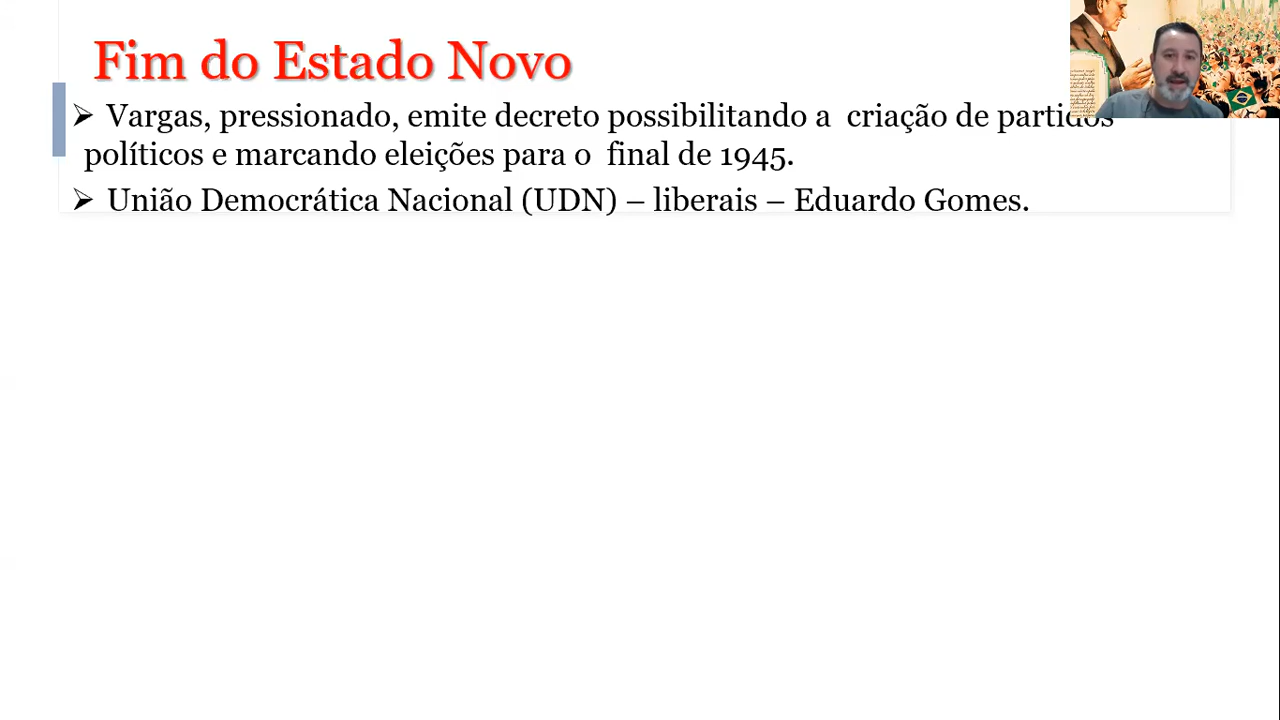 Fim do Estado Novo
Vargas, pressionado, emite decreto possibilitando a criação de partidos
políticos e marcando eleições para o final de 1945.
União Democrática Nacional (UDN) – liberais – Eduardo Gomes.